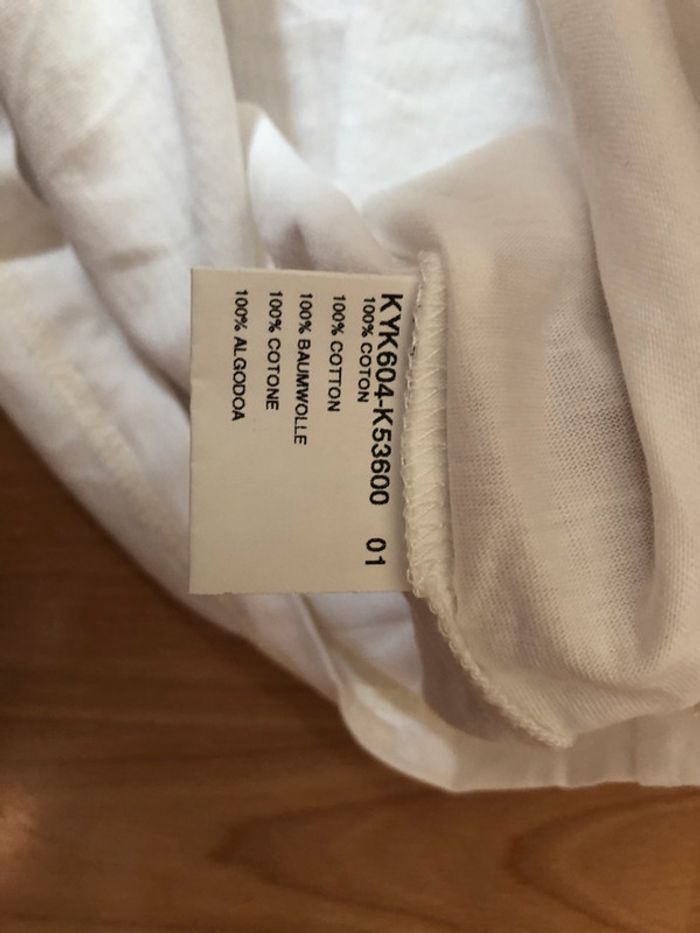 KYK604-K53600 01
100% COTON
100% COTTON
100% BAUMWOLLE
100% COTONE
100% ALGODOA